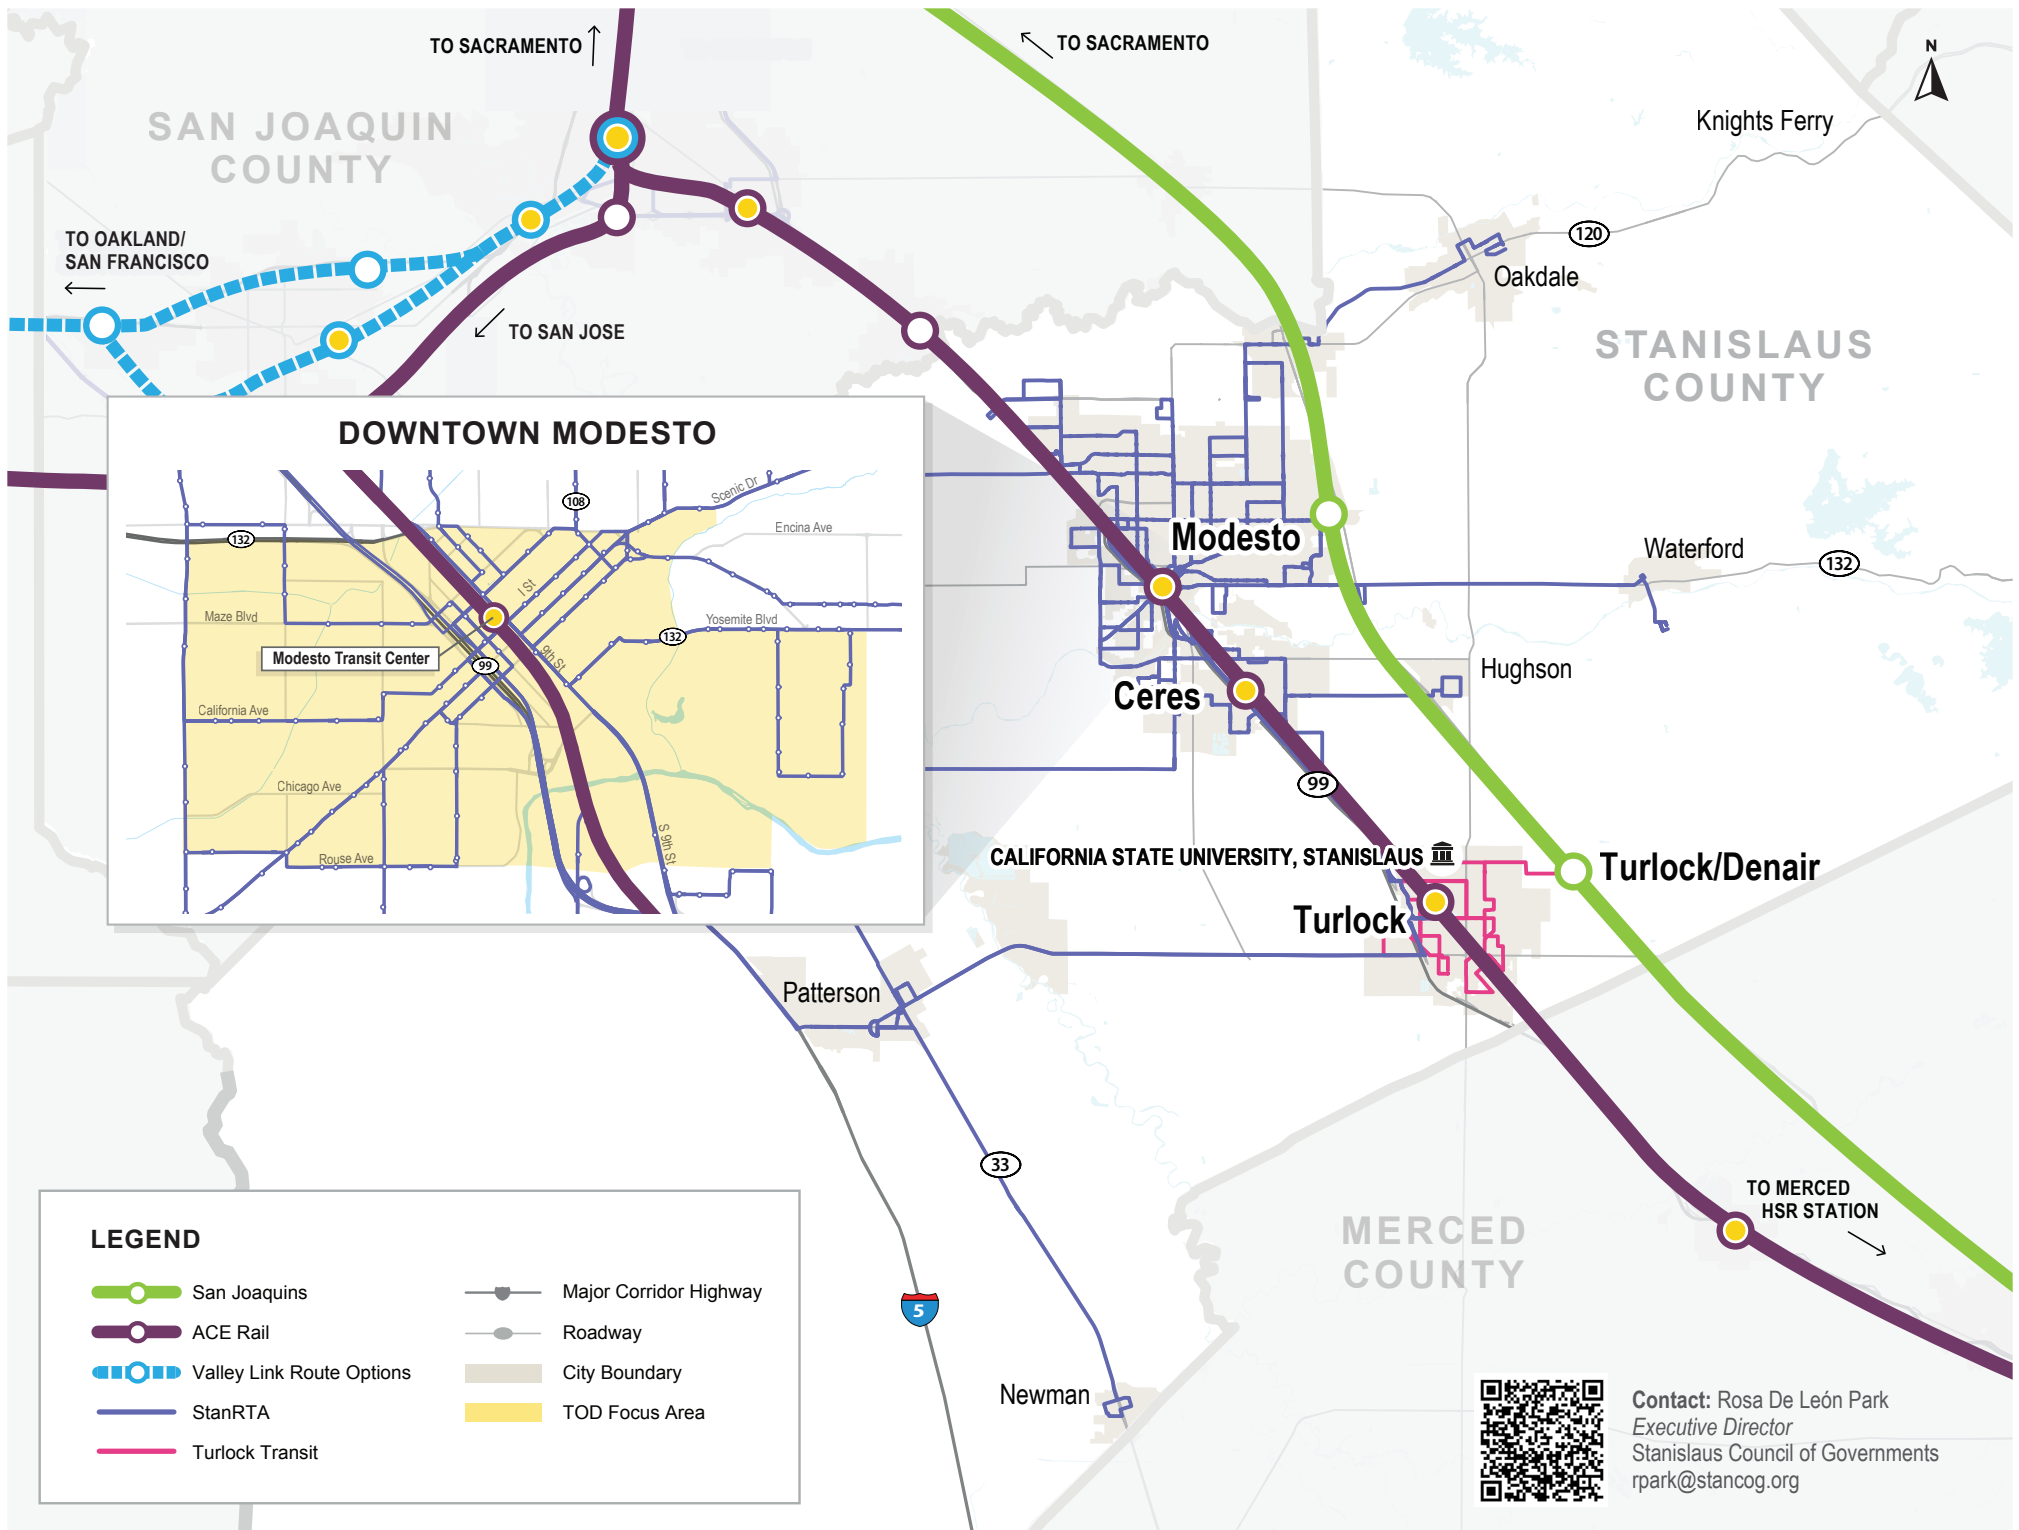 TO SACRAMENTO
TO SACRAMENTO
N
SAN JOAQUIN
COUNTY
Knights Ferry
TO OAKLAND/
SAN FRANCISCO
120
Oakdale
TO SAN JOSE
STANISLAUS
COUNTY
DOWNTOWN MODESTO
108
Scenic Dr
Encina Ave
132
I St
Maze Blvd
Yosemite Blvd
132
Modesto Transit Center
99
9th St
California Ave
Chicago Ave
S 9th St
Rouse Ave
Modesto
Waterford
132
Hughson
Ceres
99
CALIFORNIA STATE UNIVERSITY, STANISLAUS
Turlock/Denair
Turlock
Patterson
33
TO MERCED
HSR STATION
MERCED
COUNTY
5
Newman
LEGEND
San Joaquins
ACE Rail
Valley Link Route Options
StanRTA
Turlock Transit
Major Corridor Highway
Roadway
City Boundary
TOD Focus Area
Contact: Rosa De León Park
Executive Director
Stanislaus Council of Governments
rpark@stancog.org